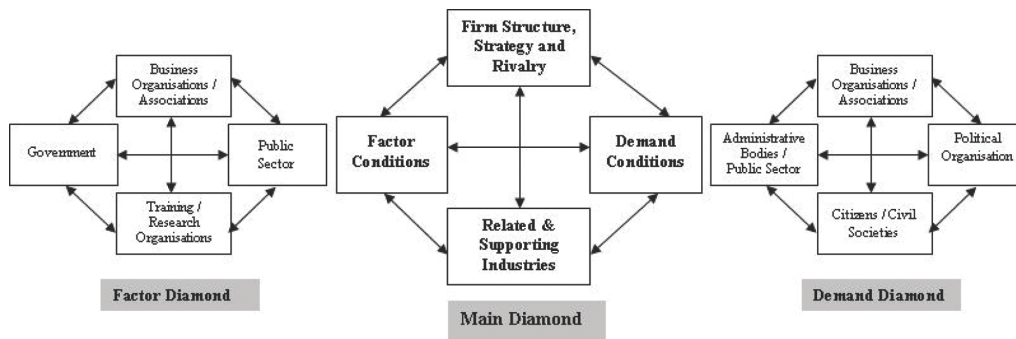 Business
Organisations /
Associations
Government
Public
Sector
Training /
Research
Organisations
Factor Diamond
Firm Structure,
Strategy and
Rivalry
Factor
Conditions
Demand
Conditions
Related &
Supporting
Industries
Main Diamond
Business
Organisations /
Associations
Administrative
Bodies /
Public Sector
Political
Organisation
Citizens / Civil
Societies
Demand Diamond